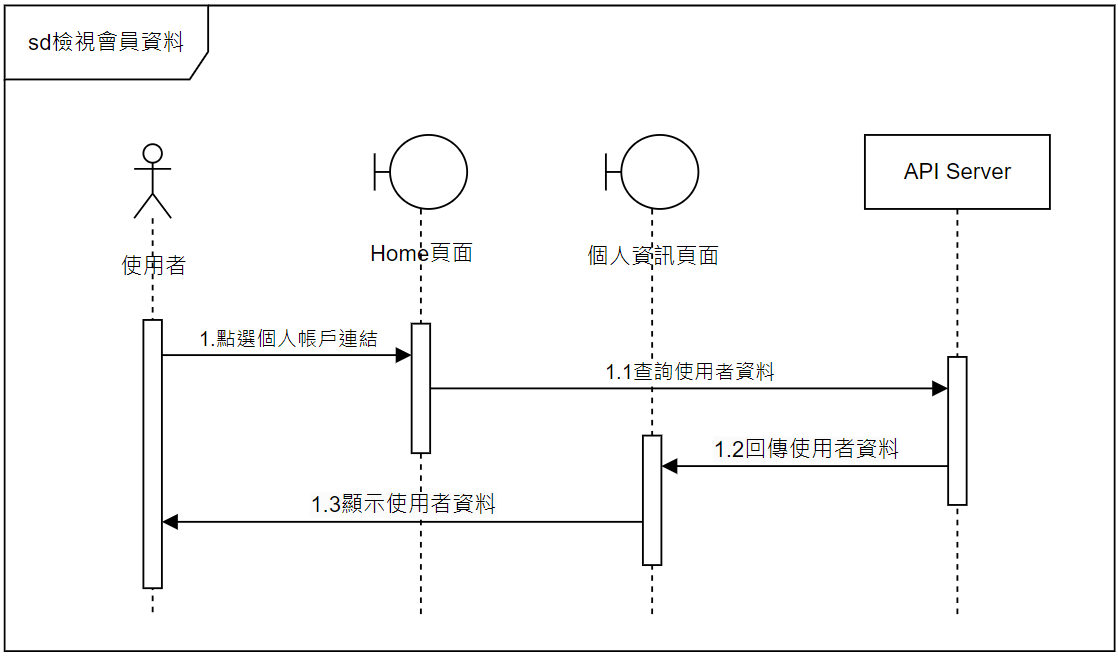 sd檢視會員資料
API Server
Home頁面
個人資訊頁面
使用者
1.點選個人帳戶連結
1.1查詢使用者資料
1.2回傳使用者資料
1.3顯示使用者資料